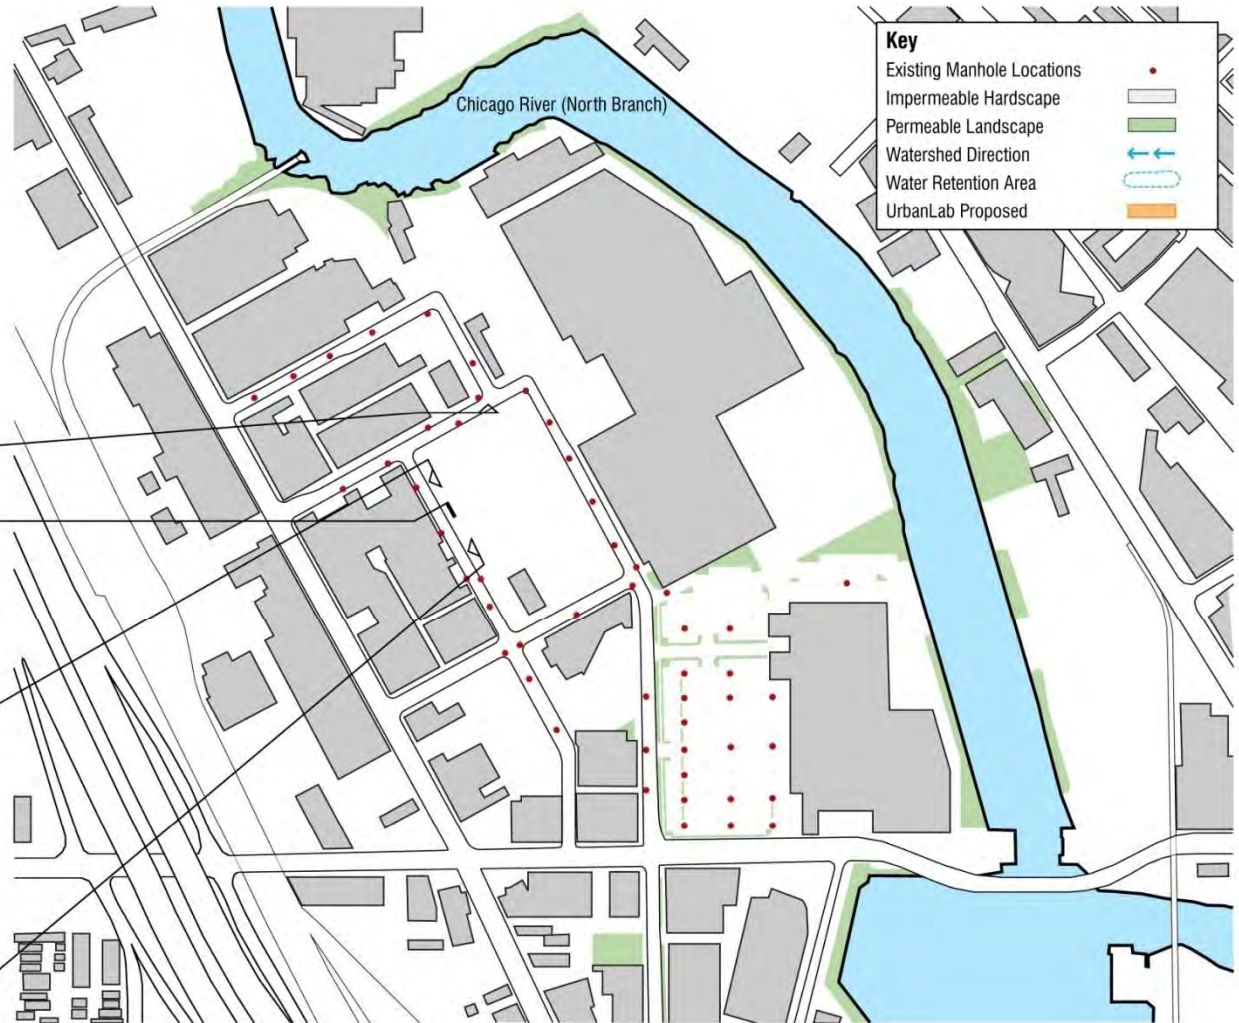 Chicago River (North Branch)
Key
Existing Manhole Locations
Impermeable Hardscape
Permeable Landscape
Watershed Direction
Water Retention Area
UrbanLab Proposed